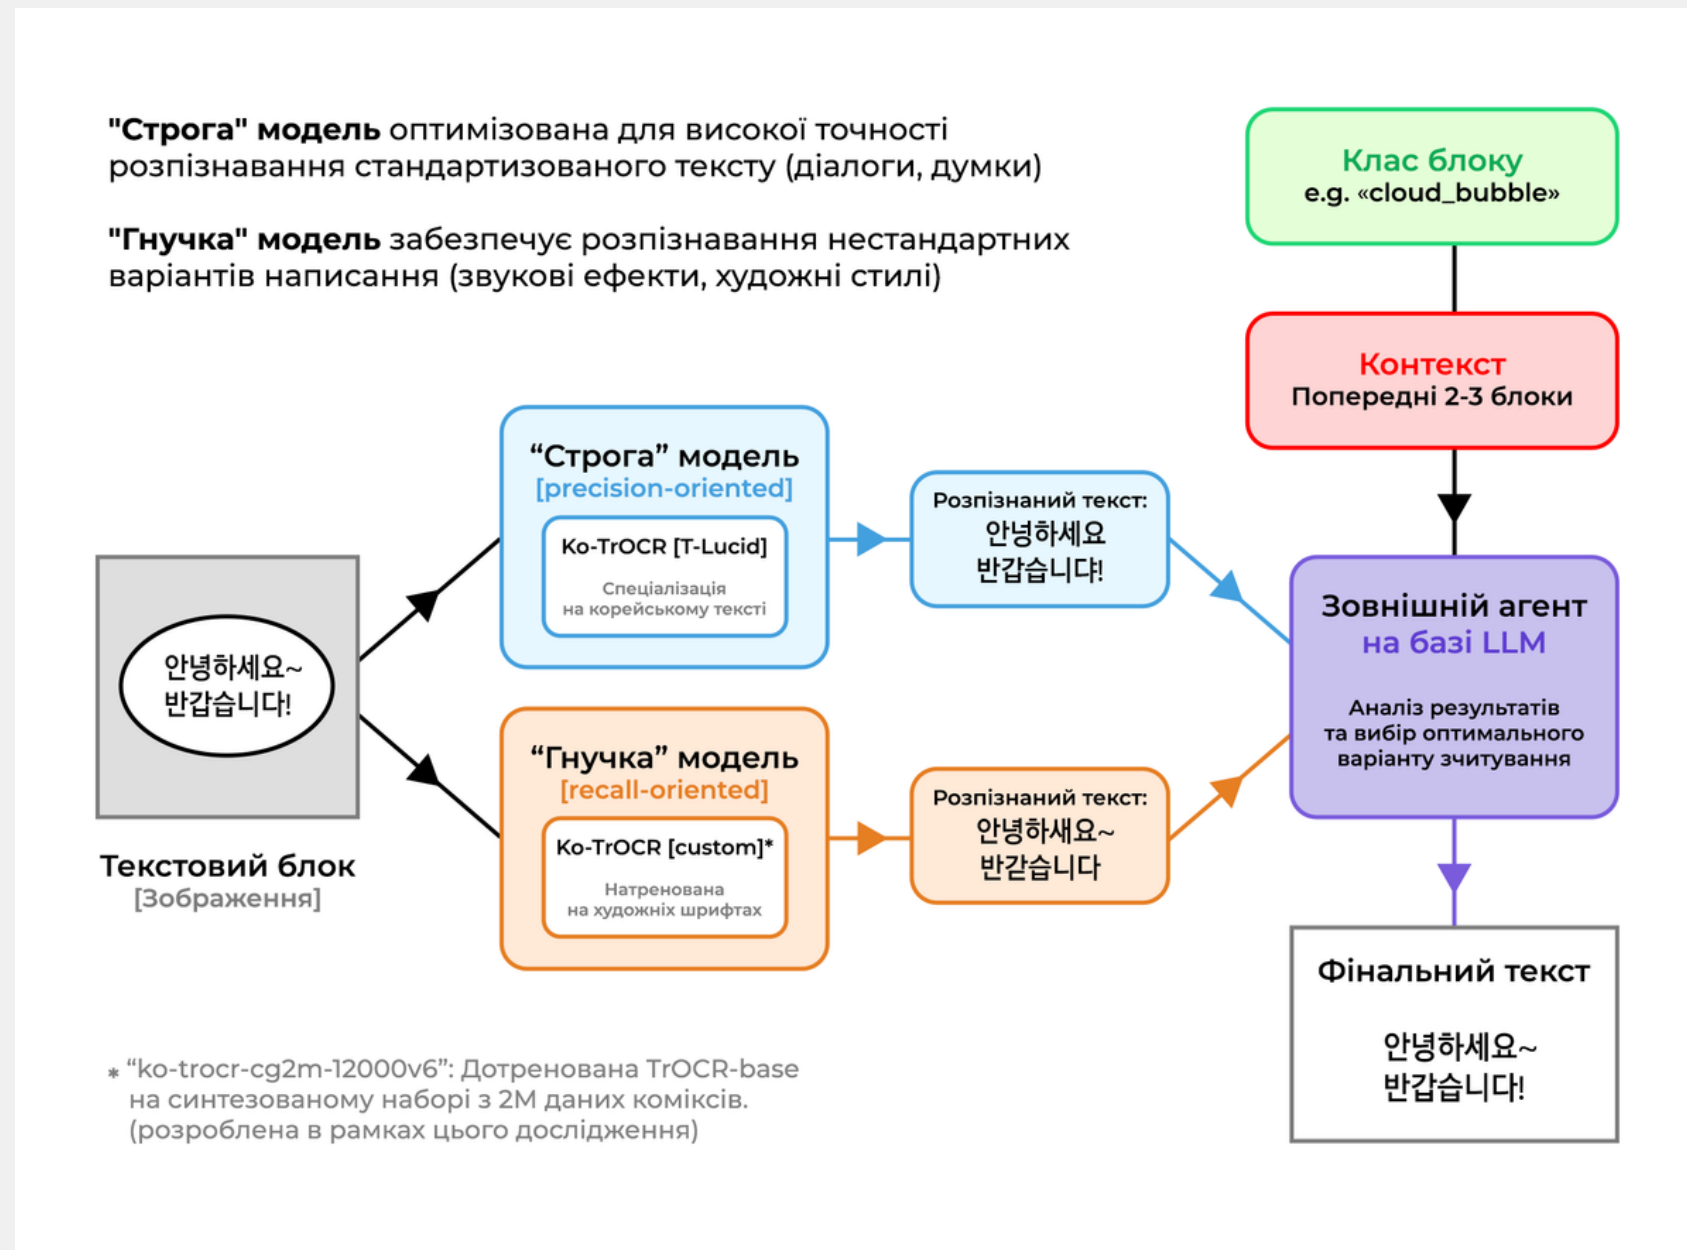 "Строга" модель оптимізована для високої точності
розпізнавання стандартизованого тексту (діалоги, думки)
"Гнучка" модель забезпечує розпізнавання нестандартних
варіантів написання (звукові ефекти, художні стилі)
Клас блоку
e.g. «cloud_bubble»
Контекст
Попередні 2-3 блоки
안녕하세요~
반갑습니다!
Текстовий блок
[Зображення]
“Строга” модель
[precision-oriented]
Ko-TrOCR [T-Lucid]
Спеціалізація
на корейському тексті
Розпізнаний текст:
안넝하세요
반갑습니댜!
“Гнучка” модель
[recall-oriented]
Ko-TrOCR [custom]*
Натренована
на художніх шрифтах
Розпізнаний текст:
안녕하새요~
반갇습니다
Зовнішній агент
на базі LLM
Аналіз результатів
та вибір оптимального
варіанту зчитування
Фінальний текст
안녕하세요~
반갑습니다!
* “ko-trocr-cg2m-12000v6”: Дотренована TrOCR-base
на синтезованому наборі з 2М даних коміксів.
(розроблена в рамках цього дослідження)